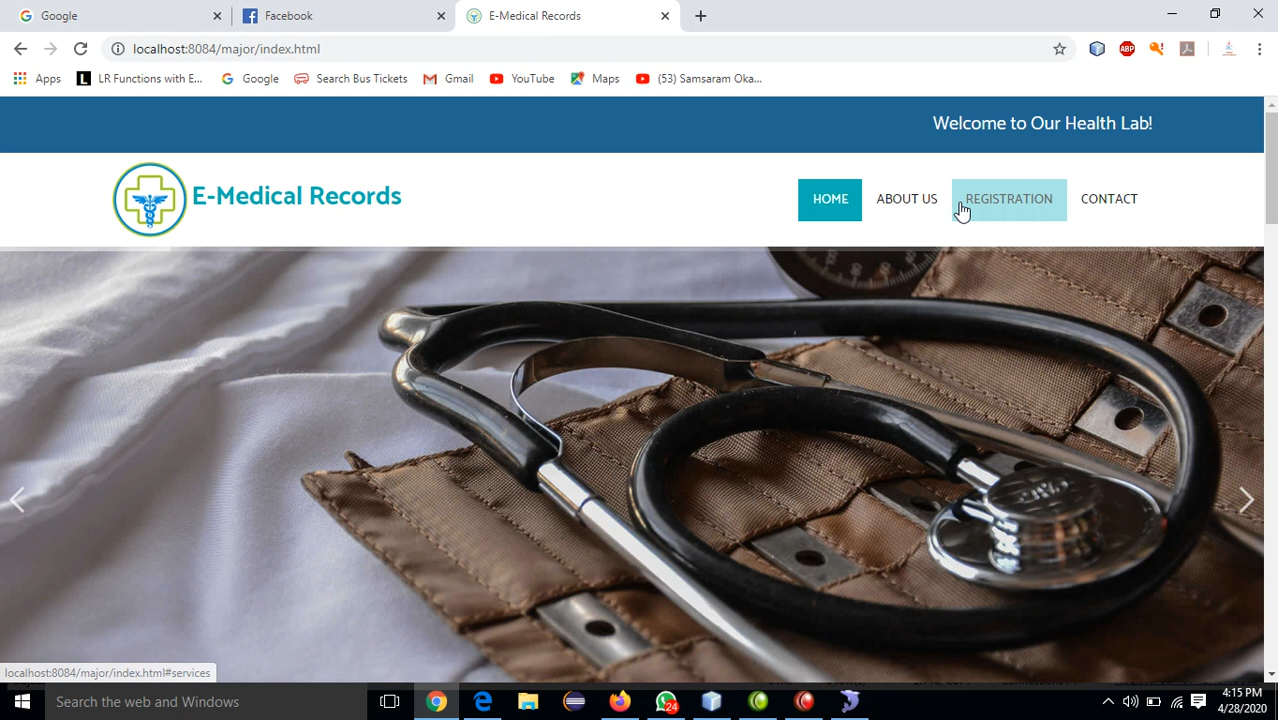 Google
Facebook
E-Medical Records
localhost:8084/major/index.html
ABP
Apps
L LR Functions with E...
Google
Search Bus Tickets
Gmail
YouTube
Maps
(53) Samsaram Oka...
Welcome to Our Health Lab!
E-Medical Records
HOME
ABOUT US
REGISTRATION
CONTACT
localhost:8084/major/index.html#services
Search the web and Windows
24
4:15 PM
4/28/2020